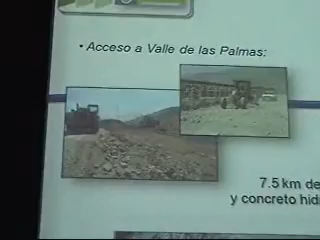 • Acceso a Valle de las Palmas:
7.5 km de
y concreto hid